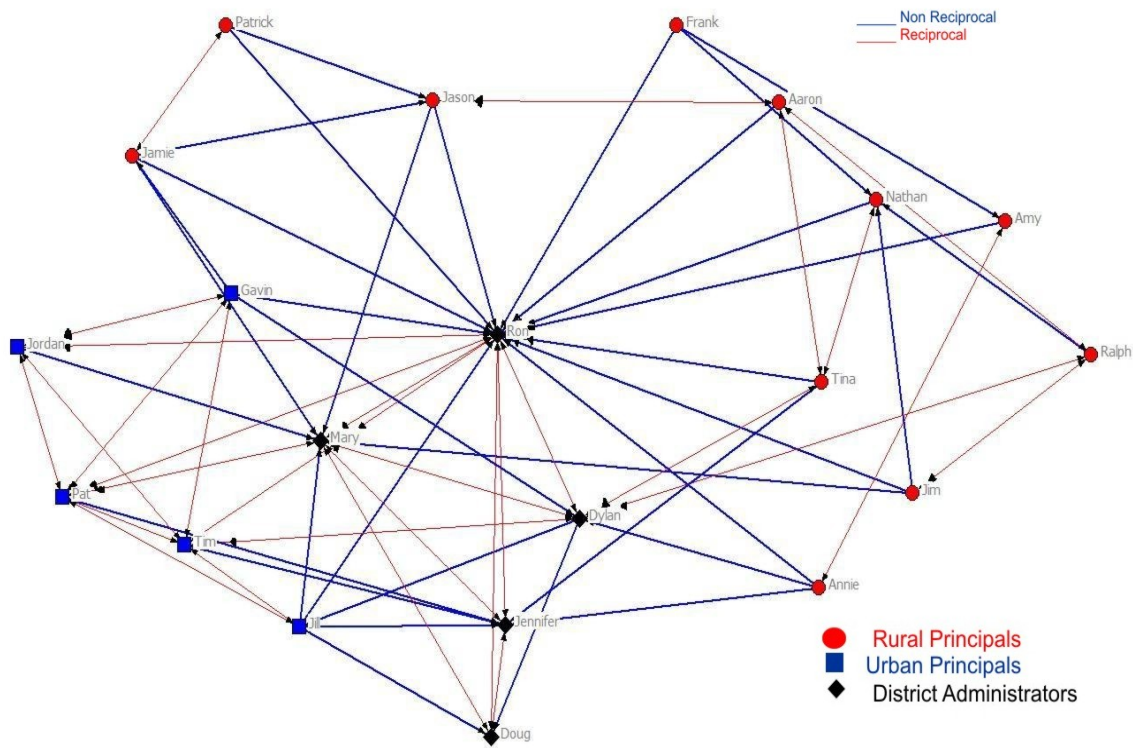 Patrick
Frank
Non Reciprocal
Reciprocal
Jason
Aaron
Jamie
Nathan
Amy
Gavin
Ron
Jordan
Ralph
Tina
Mary
Pat
Jim
Dylan
Tim
Annie
Jill
Jennifer
Rural Principals
Urban Principals
District Administrators
Doug